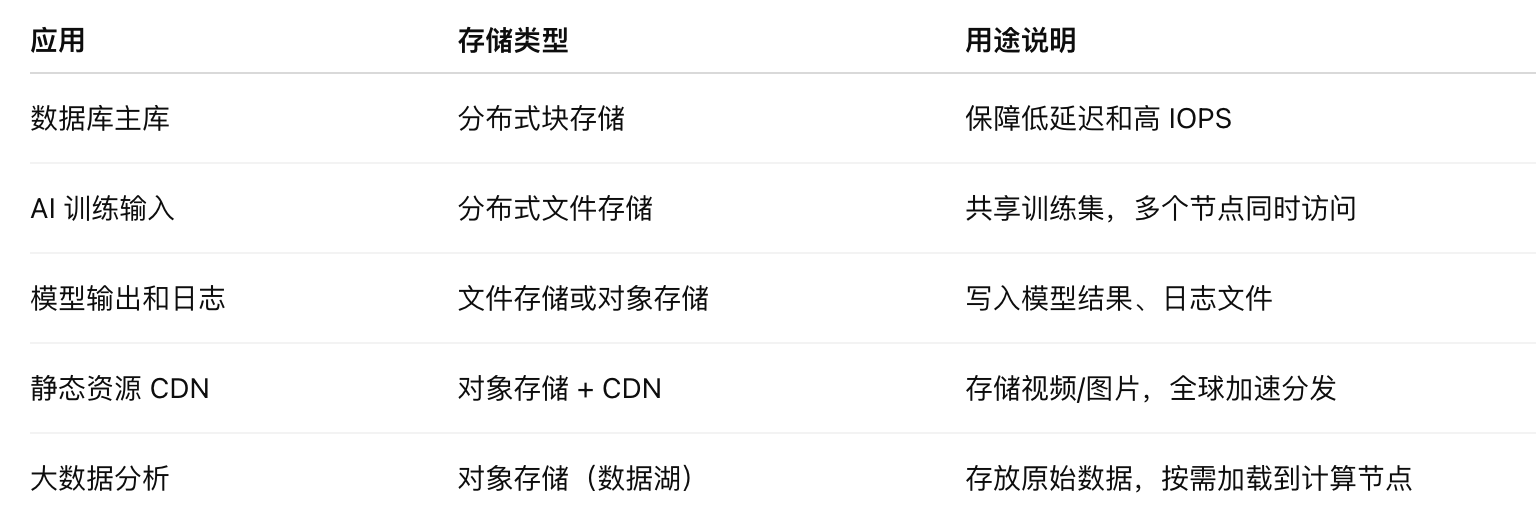 应用 存储类型 用途说明
数据库主库 分布式块存储 保障低延迟和高 IOPS
AI 训练输入 分布式文件存储 共享训练集，多个节点同时访问
模型输出和日志 文件存储或对象存储 写入模型结果、日志文件
静态资源 CDN 对象存储 + CDN 存储视频/图片，全球加速分发
大数据分析 对象存储（数据湖） 存放原始数据，按需加载到计算节点